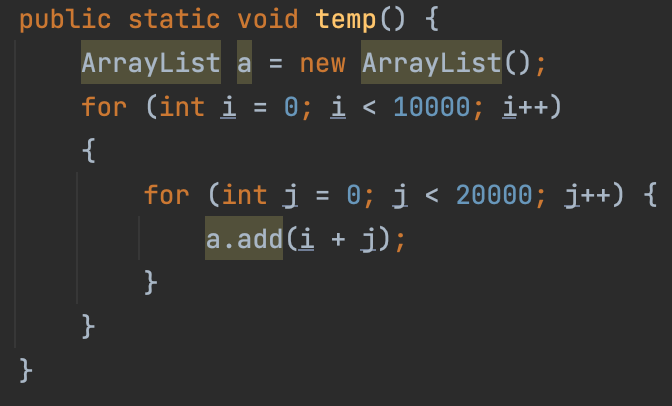 public static void temp() {
    ArrayList a = new ArrayList();
    for (int i = 0; i < 10000; i++)
    {
        for (int j = 0; j < 20000; j++) {
            a.add(i + j);
        }
    }
}